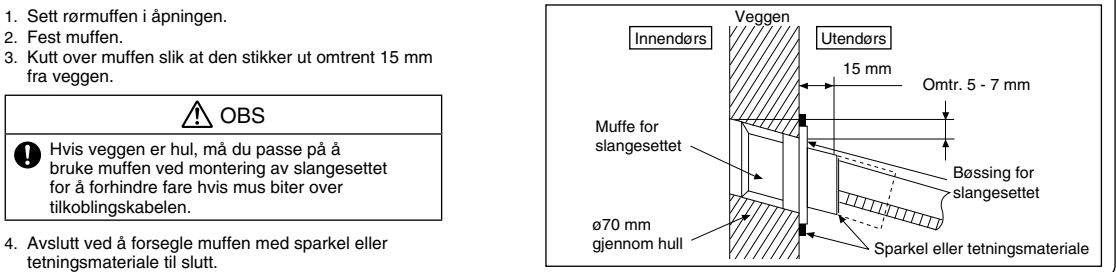 1. Sett rørmuffen i åpningen.
2. Fest muffen.
3. Kutt over muffen slik at den stikker ut omtrent 15 mm
fra veggen.
OBS
Hvis veggen er hul, må du passe på å
bruke muffen ved montering av slangesettet
for å forhindre fare hvis mus biter over
tilkoblingskabelen.
4. Avslutt ved å forsegle muffen med sparkel eller
tetningsmateriale til slutt.
Veggen
Innendørs
Utendørs
15 mm
Omtr. 5 - 7 mm
Muffe for
slangesettet
Bøssing for
slangesettet
ø70 mm
gjennom hull
Sparkel eller tetningsmateriale